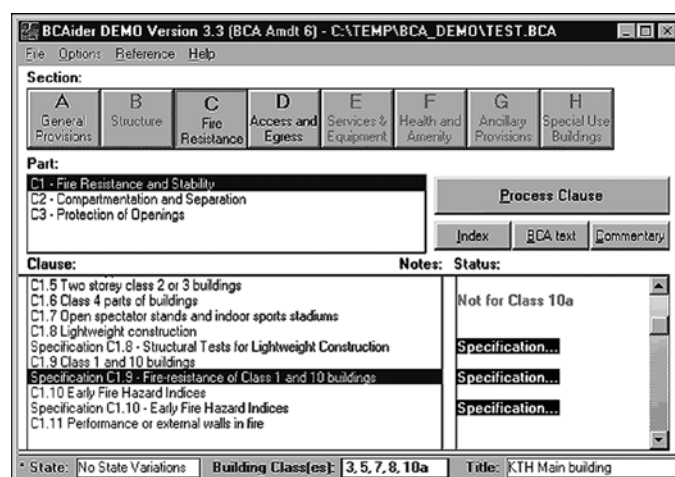 BCAider DEMO Version 3.3 (BCA Amdt 6) - C:\TEMP\BCA_DEMO\TEST.BCA
File Options Reference Help
Section:
A B C D E F G H
General Provisions Structure Fire Resistance Access and Egress Services & Equipment Health and Amenity Ancillary Provisions Special Use Buildings
Part:
C1 - Fire Resistance and Stability
C2 - Compartmentation and Separation
C3 - Protection of Openings
Process Clause
Index BCA text Commentary
Clause: Notes: Status:
C1.5 Two storey class 2 or 3 buildings
C1.6 Class 4 parts of buildings Not for Class 10a
C1.7 Open spectator stands and indoor sports stadiums
C1.8 Lightweight construction
Specification C1.8 - Structural Tests for Lightweight Construction Specification...
C1.9 Class 1 and 10 buildings
Specification C1.9 - Fire-resistance of Class 1 and 10 buildings Specification...
C1.10 Early Fire Hazard Indices
Specification C1.10 - Early Fire Hazard Indices Specification...
C1.11 Performance or external walls in fire
* State: No State Variations Building Class(es): 3, 5, 7, 8, 10a Title: KTH Main building